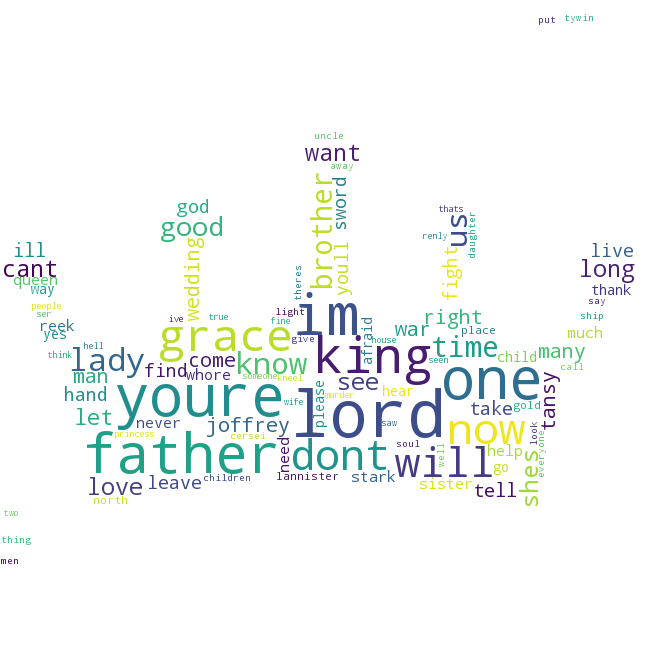 put tywin
uncle
want
away
god
good
wedding
brother
sword
youll
thats
renly
us
daughter
fight
ill
cant
queen
way
people
ser
reek
yes
think
live
long
thank
say
ship
much
many
call
theres
ive
true
light
fine
im
give
afraid
house
war
right
place
time
seen
child
hell
lady
man
hand
let
grace
come
find
whore
know
someone
kneel
king
see
one
youre
wife
please
murder
hear
lord
saw
take
gold
tansy
never
joffrey
princess
cersei
now
father
need
dont
will
soul
well
help
go
look
everyone
shes
love
leave
children
lannister
stark
sister
tell
north
two
thing
men